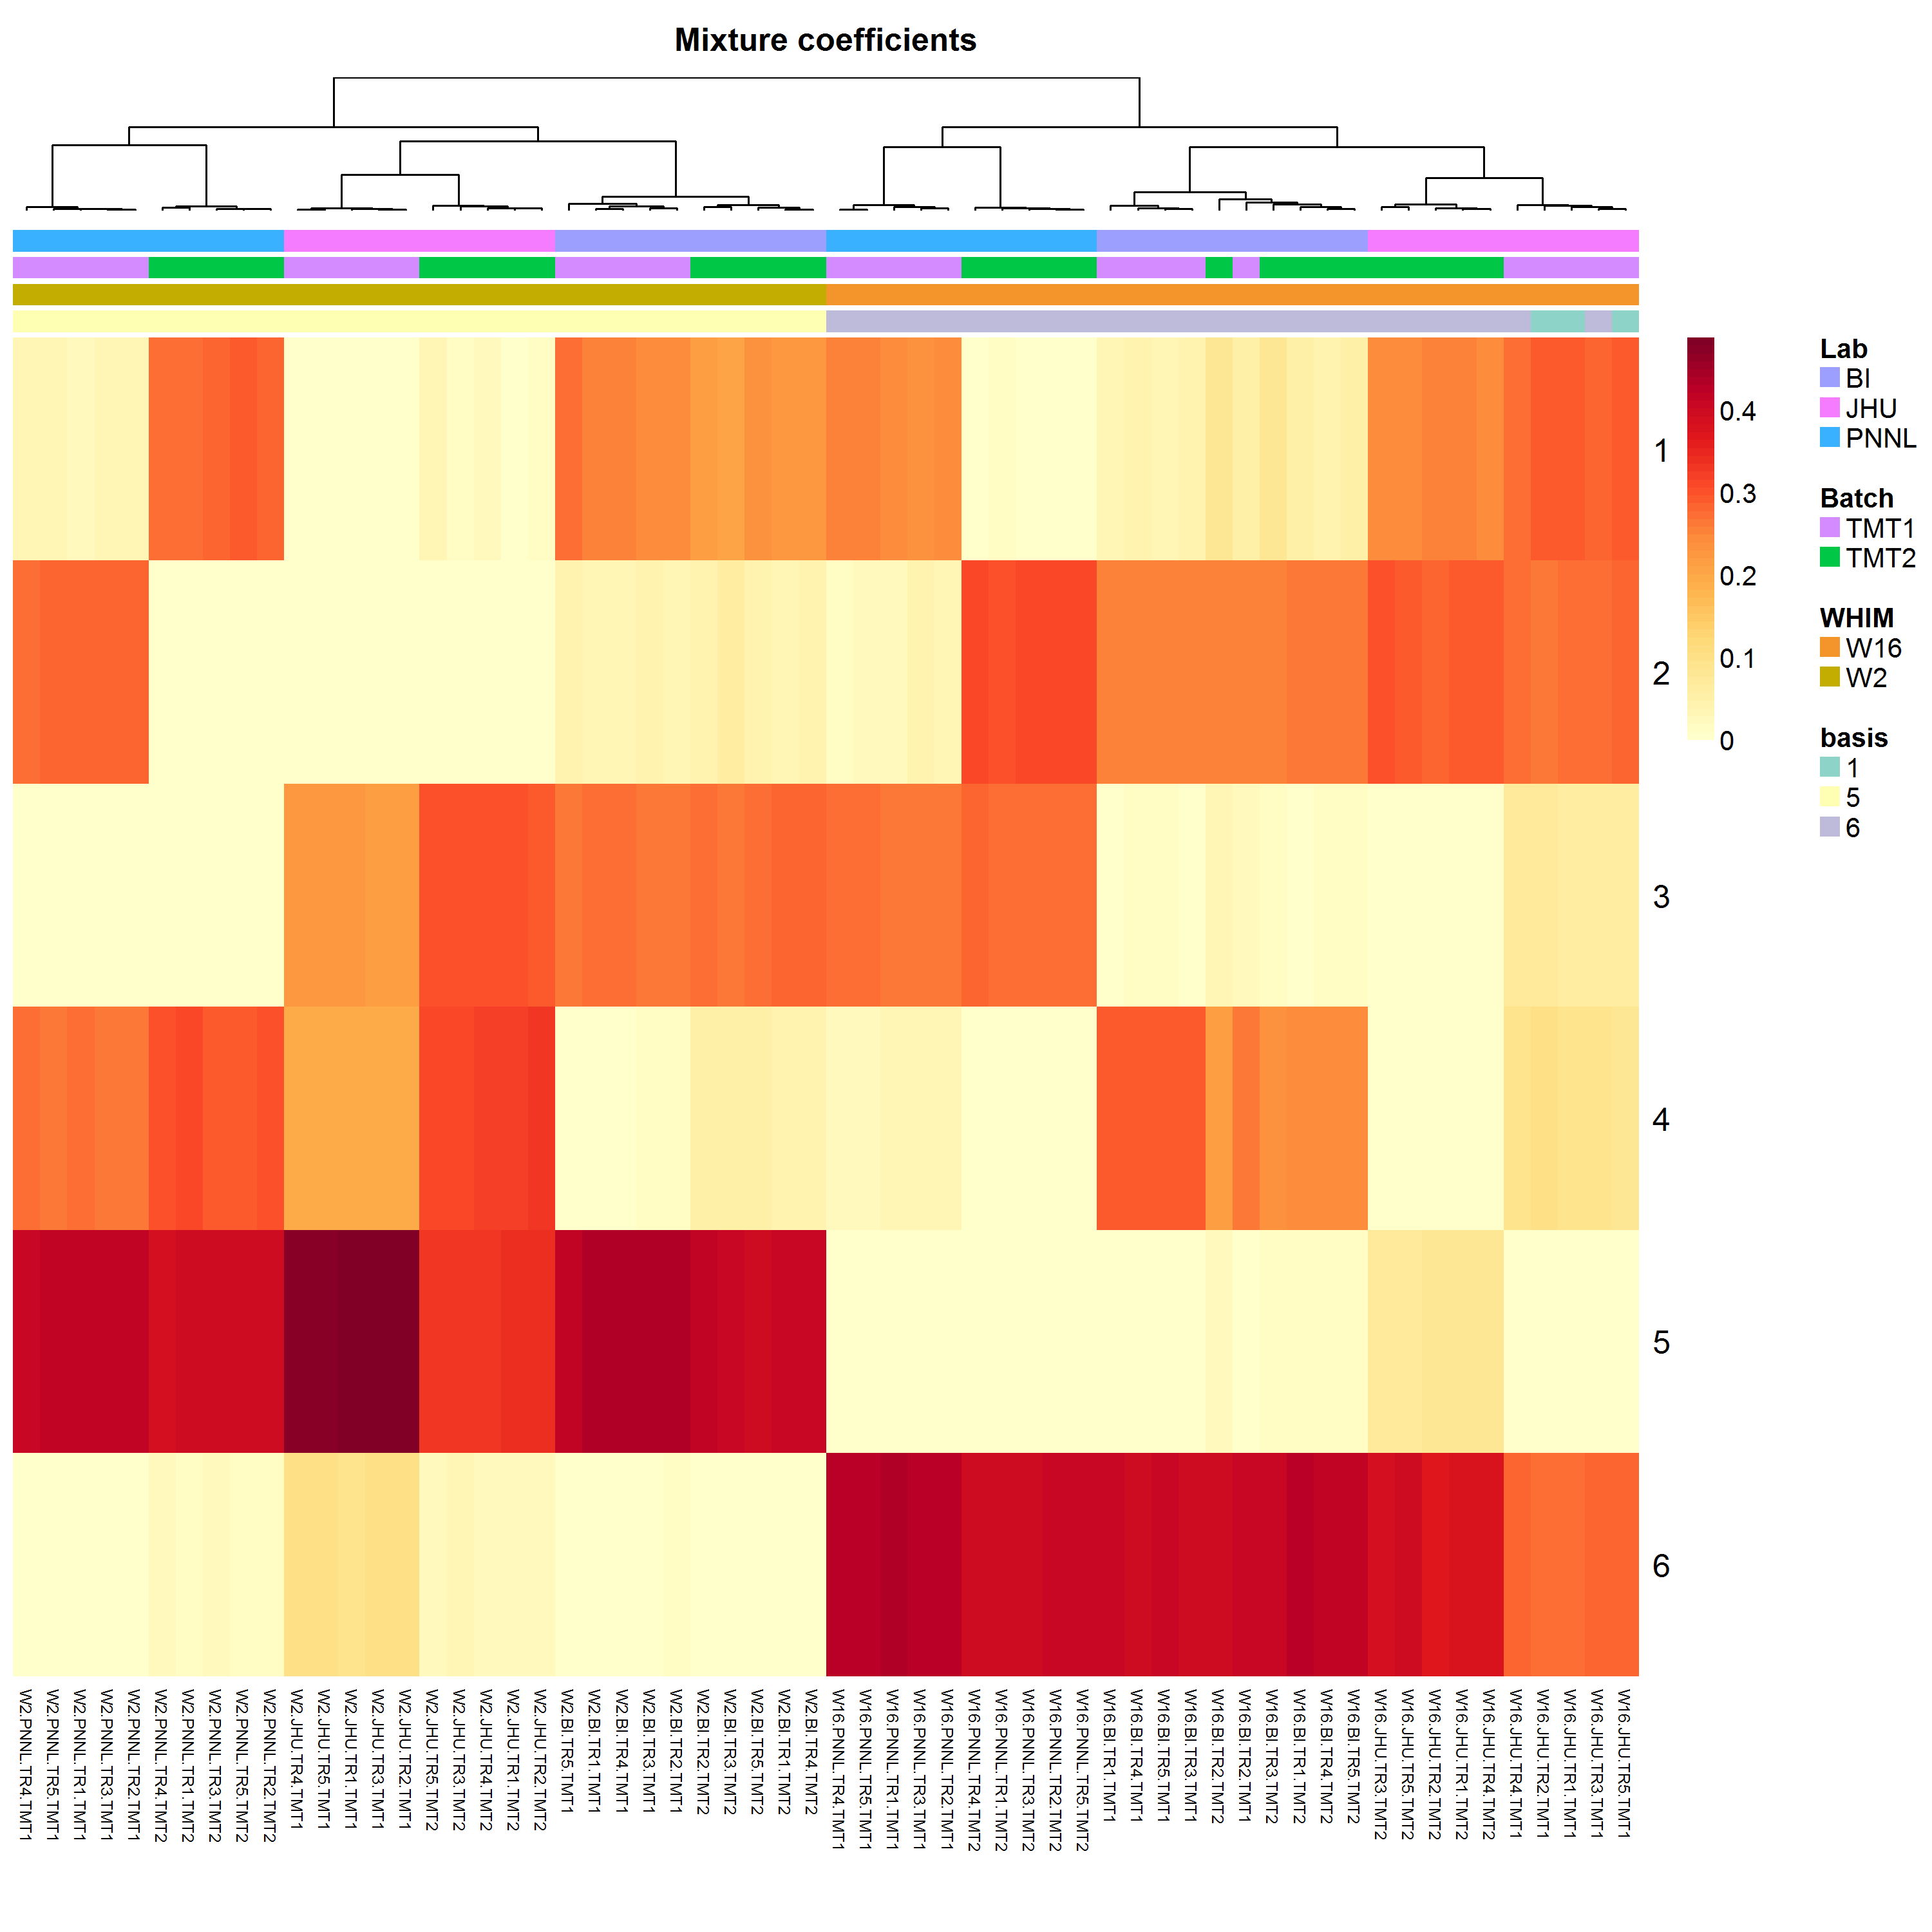 Mixture coefficients
0.4
0.3
0.2
0.1
0
Lab
BI
JHU
PNNL
Batch
TMT1
TMT2
WHIM
W16
W2
basis
1
5
6
1
2
3
4
5
6
W2.PNNL.TR4.TMT1
W2.PNNL.TR5.TMT1
W2.PNNL.TR1.TMT1
W2.PNNL.TR3.TMT1
W2.PNNL.TR2.TMT1
W2.PNNL.TR4.TMT2
W2.PNNL.TR1.TMT2
W2.PNNL.TR3.TMT2
W2.PNNL.TR5.TMT2
W2.PNNL.TR2.TMT2
W2.JHU.TR4.TMT1
W2.JHU.TR5.TMT1
W2.JHU.TR1.TMT1
W2.JHU.TR3.TMT1
W2.JHU.TR2.TMT1
W2.JHU.TR5.TMT2
W2.JHU.TR3.TMT2
W2.JHU.TR4.TMT2
W2.JHU.TR1.TMT2
W2.JHU.TR2.TMT2
W2.BI.TR5.TMT1
W2.BI.TR1.TMT1
W2.BI.TR4.TMT1
W2.BI.TR3.TMT1
W2.BI.TR2.TMT1
W2.BI.TR2.TMT2
W2.BI.TR3.TMT2
W2.BI.TR5.TMT2
W2.BI.TR1.TMT2
W2.BI.TR4.TMT2
W16.PNNL.TR4.TMT1
W16.PNNL.TR5.TMT1
W16.PNNL.TR1.TMT1
W16.PNNL.TR3.TMT1
W16.PNNL.TR2.TMT1
W16.PNNL.TR4.TMT2
W16.PNNL.TR1.TMT2
W16.PNNL.TR3.TMT2
W16.PNNL.TR2.TMT2
W16.PNNL.TR5.TMT2
W16.BI.TR1.TMT1
W16.BI.TR4.TMT1
W16.BI.TR5.TMT1
W16.BI.TR3.TMT1
W16.BI.TR2.TMT2
W16.BI.TR2.TMT1
W16.BI.TR3.TMT2
W16.BI.TR1.TMT2
W16.BI.TR4.TMT2
W16.BI.TR5.TMT2
W16.JHU.TR3.TMT2
W16.JHU.TR5.TMT2
W16.JHU.TR2.TMT2
W16.JHU.TR1.TMT2
W16.JHU.TR4.TMT2
W16.JHU.TR4.TMT1
W16.JHU.TR2.TMT1
W16.JHU.TR1.TMT1
W16.JHU.TR3.TMT1
W16.JHU.TR5.TMT1